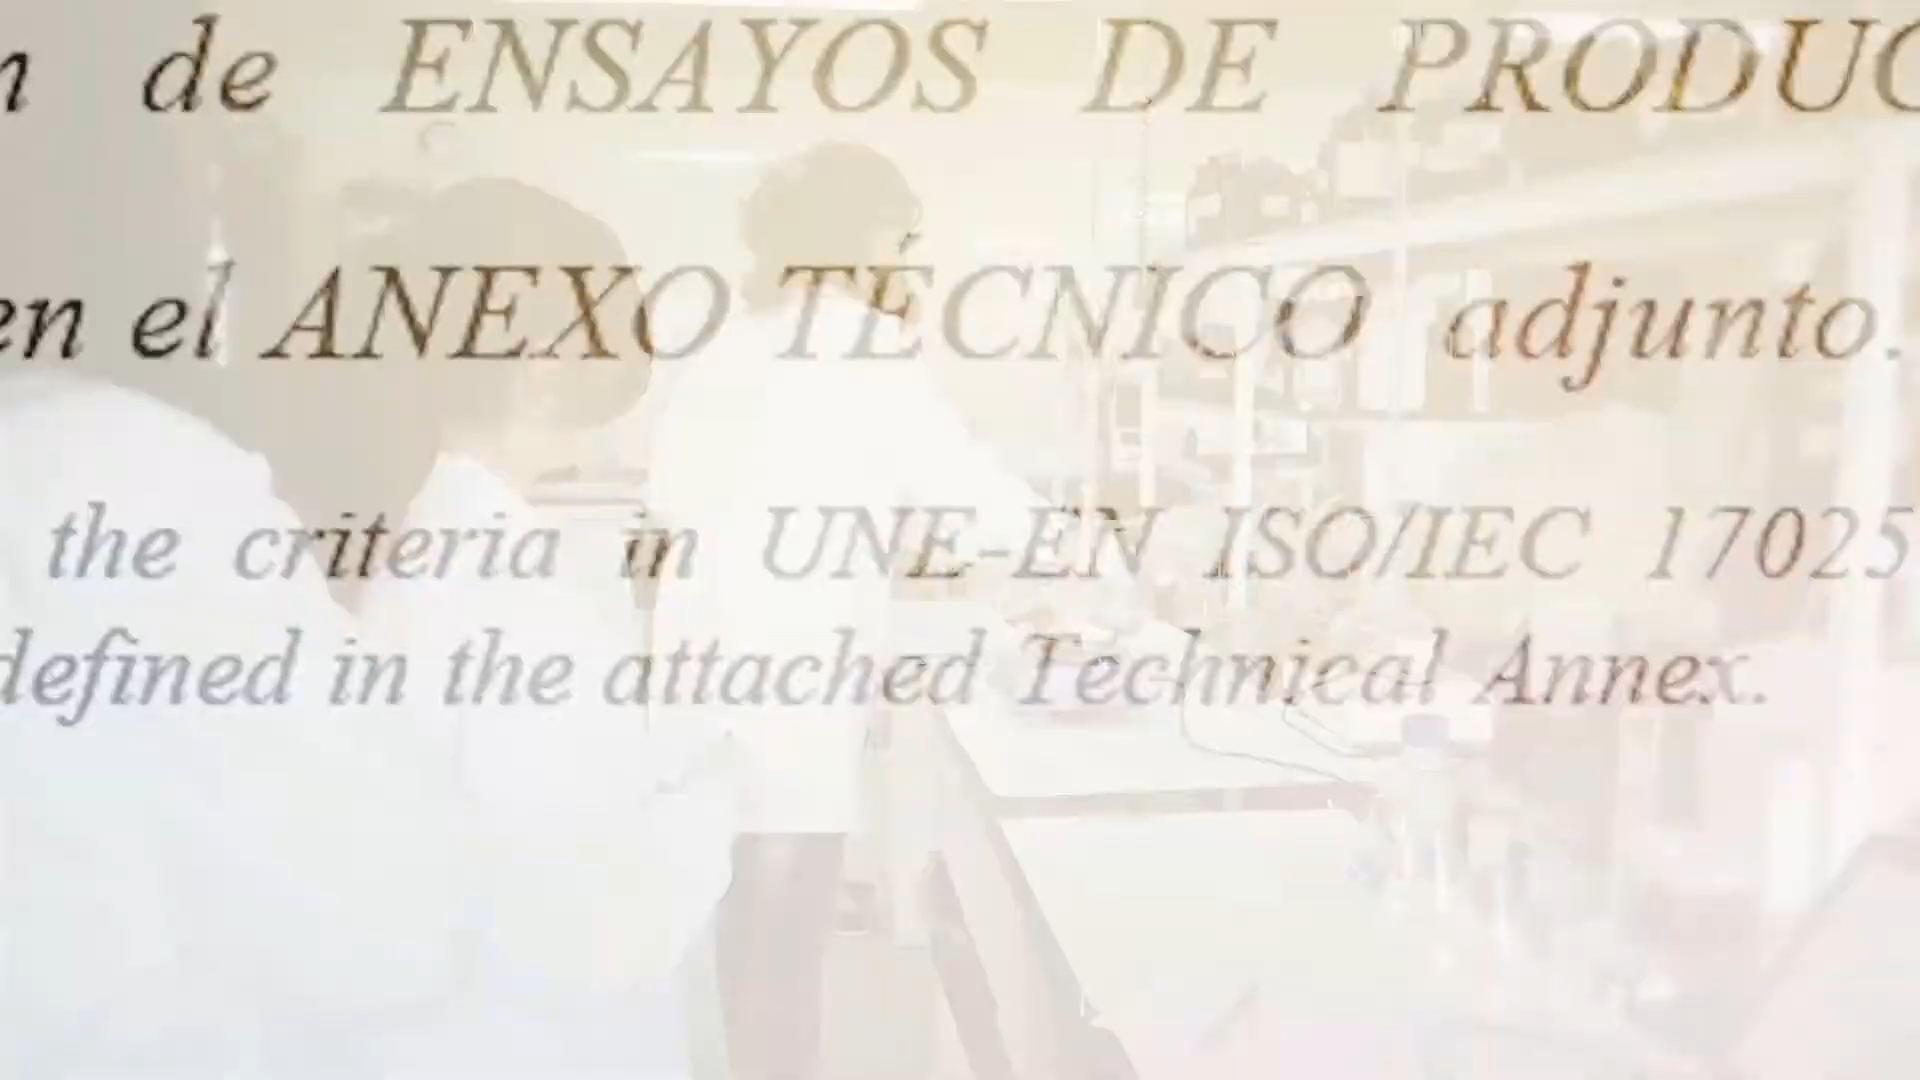 de ENSAYOS DE
en el ANEXO TÉCNICO adjunto.
the criteria in UNE-EN ISO/IEC 17025
defined in the attached Technical Annex.